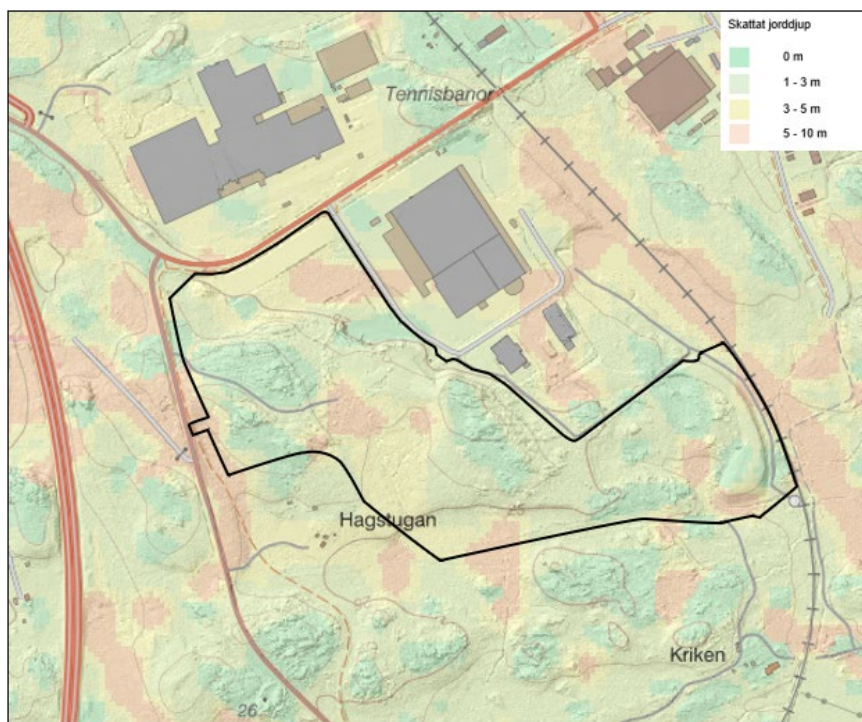 Skattat jorddjup
0 m
1 - 3 m
3 - 5 m
5 - 10 m
Tennisbanor
25
Hagstugan
Kriken
26